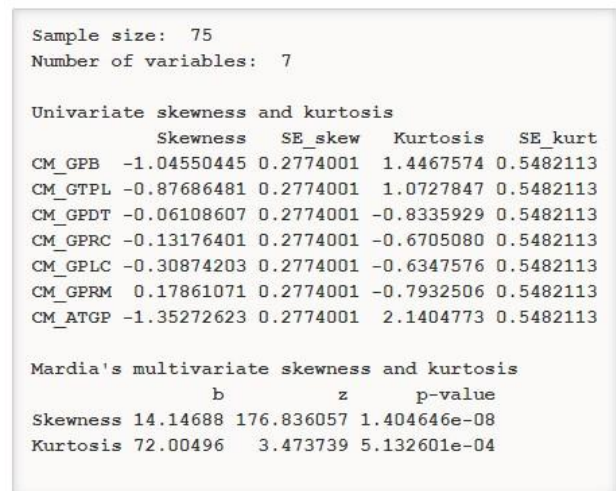 Sample size:  75
Number of variables:  7
Univariate skewness and kurtosis
Skewness SE_skew Kurtosis SE_kurt
CM_GPB -1.04550445 0.2774001 1.4467574 0.5482113
CM_GTPL -0.87686481 0.2774001 1.0727847 0.5482113
CM_GPDT -0.06108607 0.2774001 -0.8335929 0.5482113
CM_GPRC -0.13176401 0.2774001 -0.6705080 0.5482113
CM_GPLC -0.30874203 0.2774001 -0.6347576 0.5482113
CM_GPRM 0.17861071 0.2774001 -0.7932506 0.5482113
CM_ATGP -1.35272623 0.2774001 2.1404773 0.5482113
Mardia's multivariate skewness and kurtosis
b z p-value
Skewness 14.14688 176.836057 1.404646e-08
Kurtosis 72.00496 3.473739 5.132601e-04